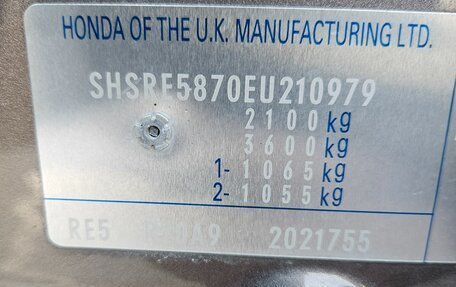 HONDA OF THE U.K. MANUFACTURING LTD.
SHSRE5870EU210979
2100kg
3600kg
1-1065kg
2-1055kg
RE5 2021755